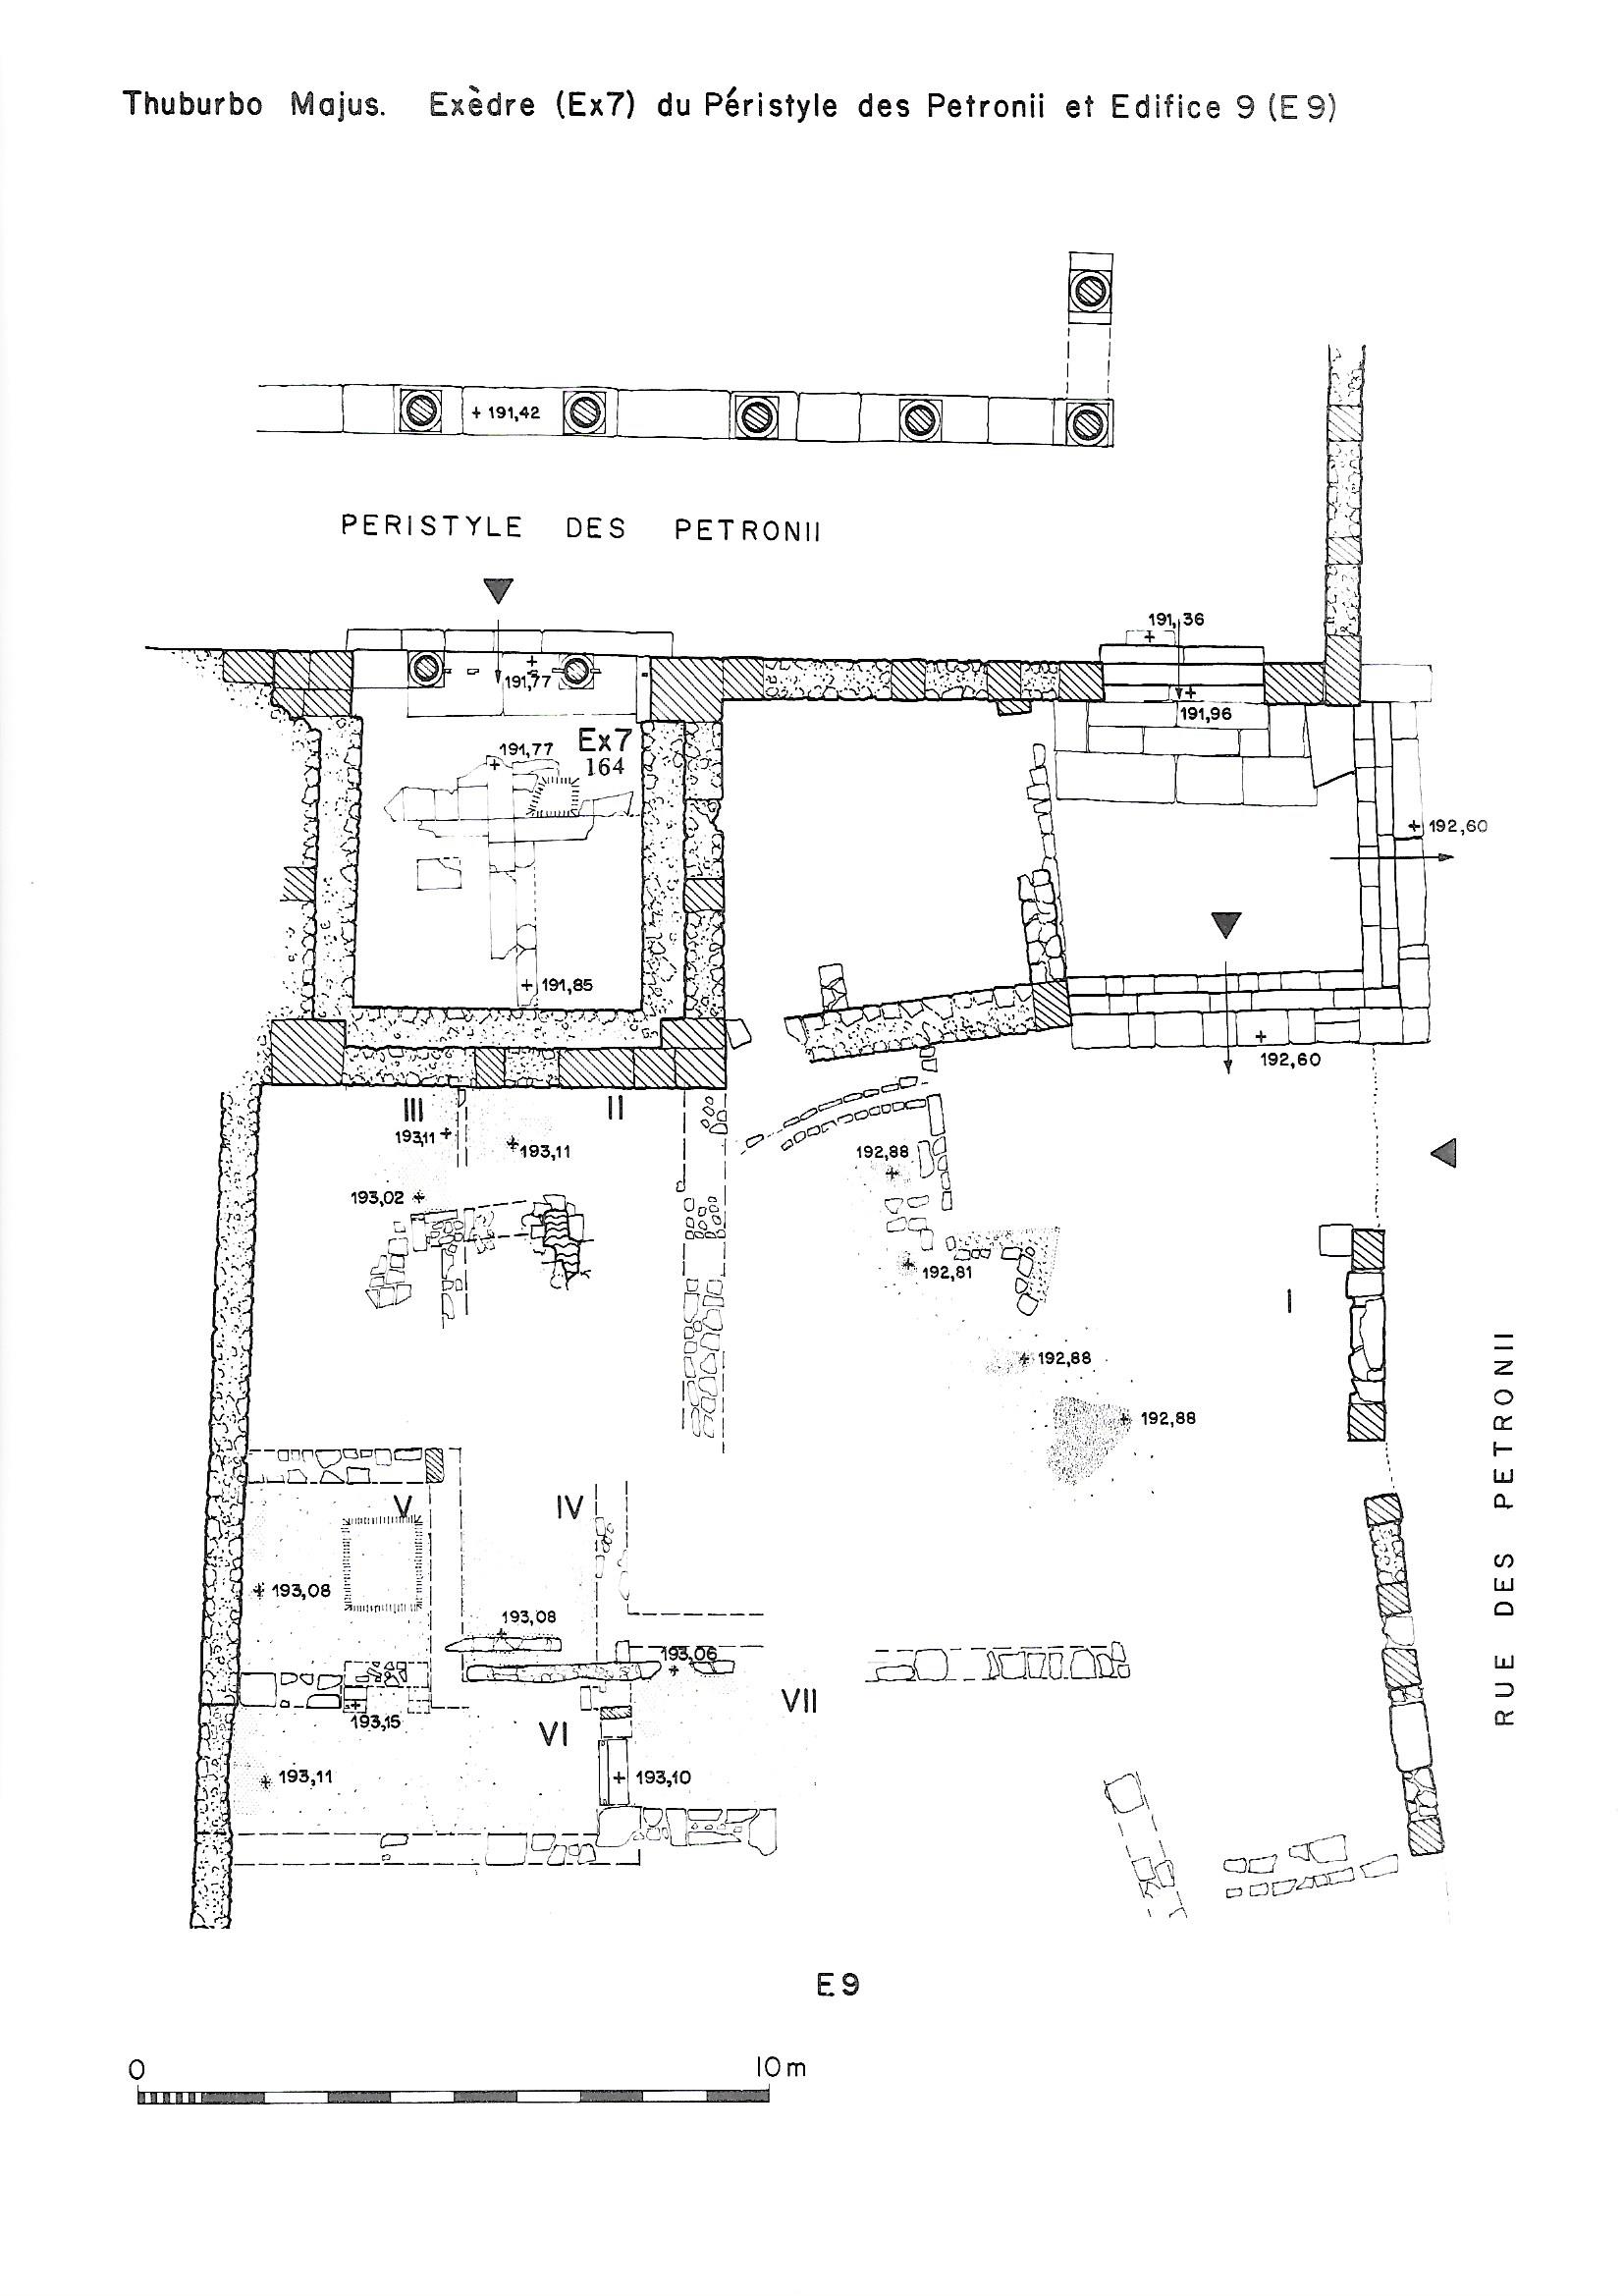 Thuburbo Majus. Exèdre (Ex7) du Péristyle des Petronii et Edifice 9 (E9)
+ 191,42
PERISTYLE DES PETRONII
191,36
191,77
191,96
Ex7
164
191,77
192,60
191,85
192,60
III
II
193,11
193,11
192,88
193,02
192,81
I
192,88
192,88
RUE DES PETRONII
V
IV
193,08
193,08
193,06
VII
193,15
VI
193,11
193,10
E9
0
10m